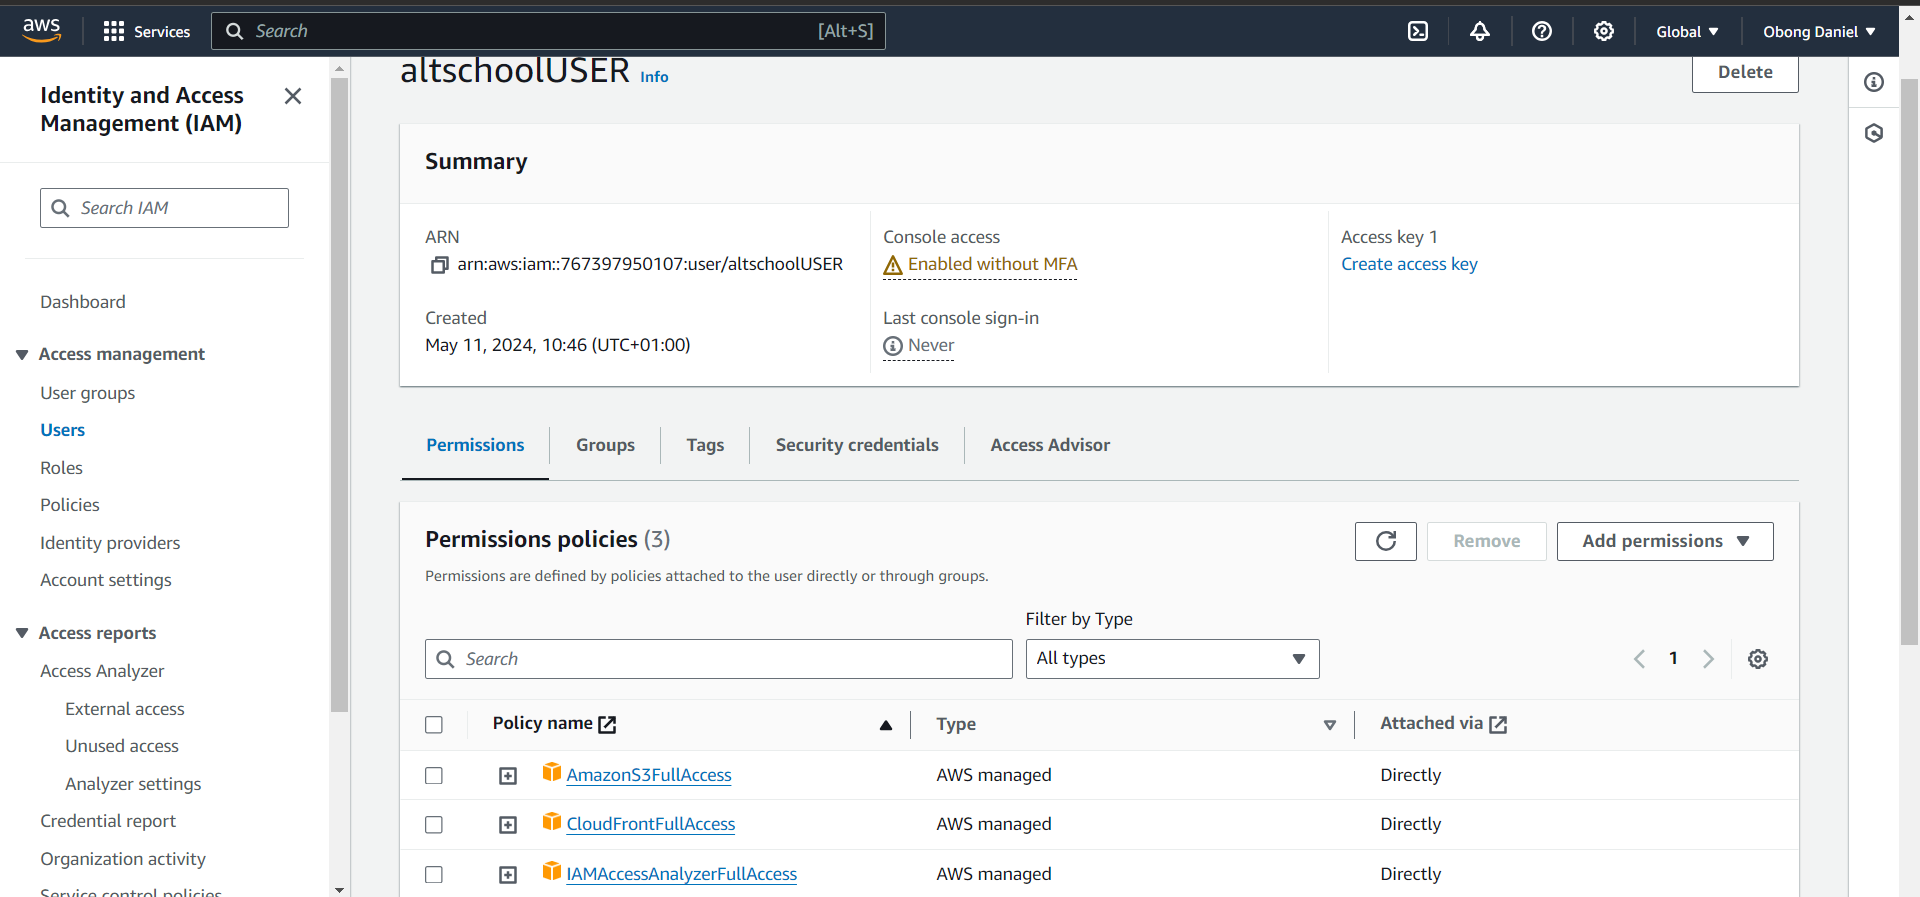 aws
Services
Search
[Alt+S]
Global
Obong Daniel
Identity and Access
Management (IAM)
Search IAM
Dashboard
Access management
User groups
Users
Roles
Policies
Identity providers
Account settings
Access reports
Access Analyzer
External access
Unused access
Analyzer settings
Credential report
Organization activity
Service control policies
altschoolUSER Info
Delete
Summary
ARN
arn:aws:iam::767397950107:user/altschoolUSER
Created
May 11, 2024, 10:46 (UTC+01:00)
Console access
Enabled without MFA
Last console sign-in
Never
Access key 1
Create access key
Permissions
Groups
Tags
Security credentials
Access Advisor
Permissions policies (3)
Remove
Add permissions
Permissions are defined by policies attached to the user directly or through groups.
Filter by Type
Search
All types
1
Policy name
Type
Attached via
AmazonS3FullAccess
AWS managed
Directly
CloudFrontFullAccess
AWS managed
Directly
IAMAccessAnalyzerFullAccess
AWS managed
Directly